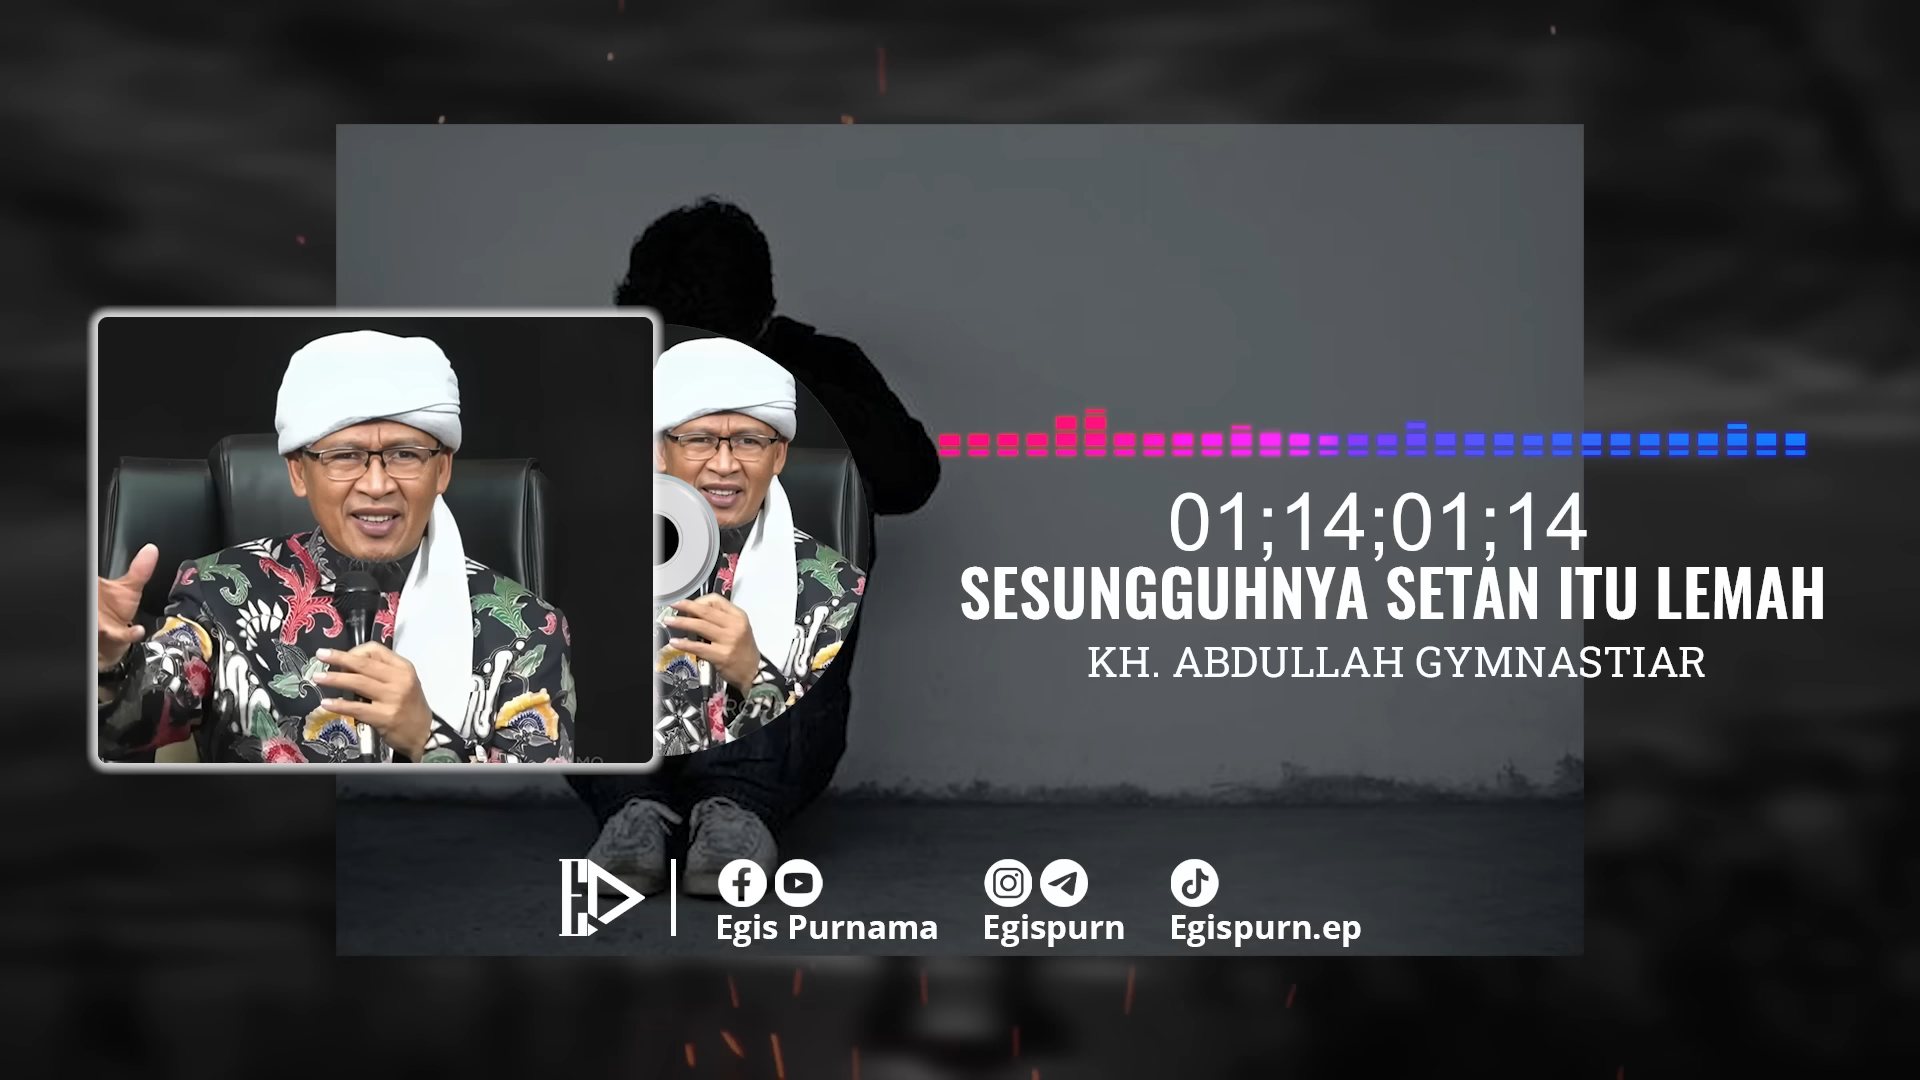 01;14;01;14
SESUNGGUHNYA SETAN ITU LEMAH
KH. ABDULLAH GYMNASTIAR
Egis Purnama
Egispurn
Egispurn.ep